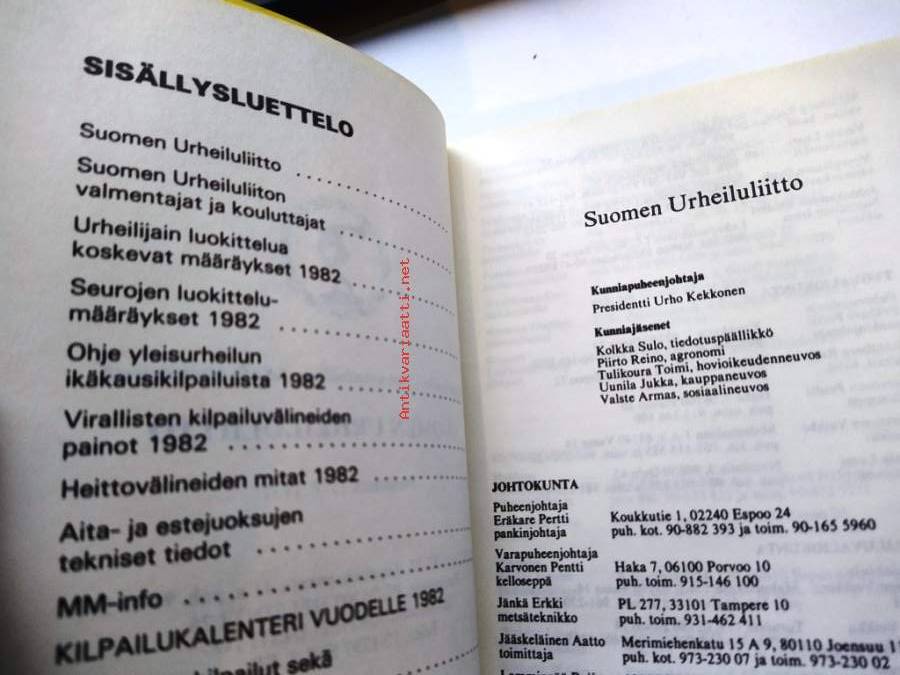 SISÄLLYSLUETTELO
Suomen Urheiluliitto
Suomen Urheiluliiton
valmentajat ja kouluttajat
Urheilijain luokittelua
koskevat määräykset 1982
Seurojen luokittelu-
määräykset 1982
Ohje yleisurheilun
ikäkausikilpailuista 1982
Virallisten kilpailuvälineiden
painot 1982
Heittovälineiden mitat 1982
Aita- ja estejuoksujen
tekniset tiedot
MM-info
KILPAILUKALENTERI VUODELLE 1982
kilpailut sekä
Antikvariaatti.net
Suomen Urheiluliitto
Kunniapuheenjohtaja
Presidentti Urho Kekkonen
Kunniajäsenet
Kolkka Sulo, tiedotuspäällikkö
Piirto Reino, agronomi
Tulikoura Toimi, hovioikeudenneuvos
Uunila Jukka, kauppaneuvos
Valste Armas, sosiaalineuvos
JOHTOKUNTA
Puheenjohtaja
Eräkare Pertti Koukkutie 1, 02240 Espoo 24
pankinjohtaja puh. kot. 90-882 393 ja toim. 90-165 5960
Varapuheenjohtaja
Karvonen Pentti Haka 7, 06100 Porvoo 10
kelloseppä puh. toim. 915-146 100
Jänkä Erkki PL 277, 33101 Tampere 10
metsäteknikko puh. toim. 931-462 411
Jääskeläinen Aatto Merimiehenkatu 15 A 9, 80110 Joensuu
toimittaja puh. kot. 973-230 07 ja toim. 973-230 02